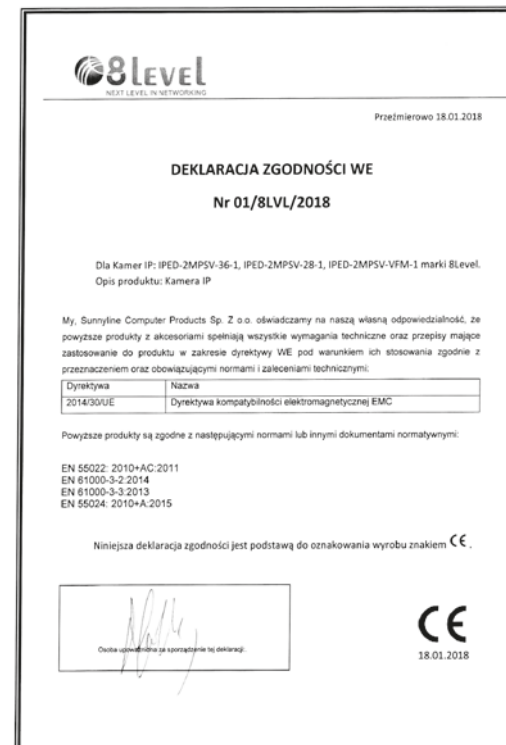 8level
NEXT LEVEL IN NETWORKING
Przeźmierowo 18.01.2018
DEKLARACJA ZGODNOŚCI WE
Nr 01/8LVL/2018
Dla Kamer IP: IPED-2MPSV-36-1, IPED-2MPSV-28-1, IPED-2MPSV-VFM-1 marki 8Level.
Opis produktu: Kamera IP
My, Sunnyline Computer Products Sp. Z o.o. oświadczamy na naszą własną odpowiedzialność, że
powyższe produkty z akcesoriami spełniają wszystkie wymagania techniczne oraz przepisy mające
zastosowanie do produktu w zakresie dyrektywy WE pod warunkiem ich stosowania zgodnie z
przeznaczeniem oraz obowiązującymi normami i zaleceniami technicznymi:
Dyrektywa Nazwa
2014/30/UE Dyrektywa kompatybilności elektromagnetycznej EMC
Powyższe produkty są zgodne z następującymi normami lub innymi dokumentami normatywnymi:
EN 55022: 2010+AC:2011
EN 61000-3-2:2014
EN 61000-3-3:2013
EN 55024: 2010+A:2015
Niniejsza deklaracja zgodności jest podstawą do oznakowania wyrobu znakiem CE .
Osoba upoważniona za sporządzenie tej deklaracji:
CE
18.01.2018